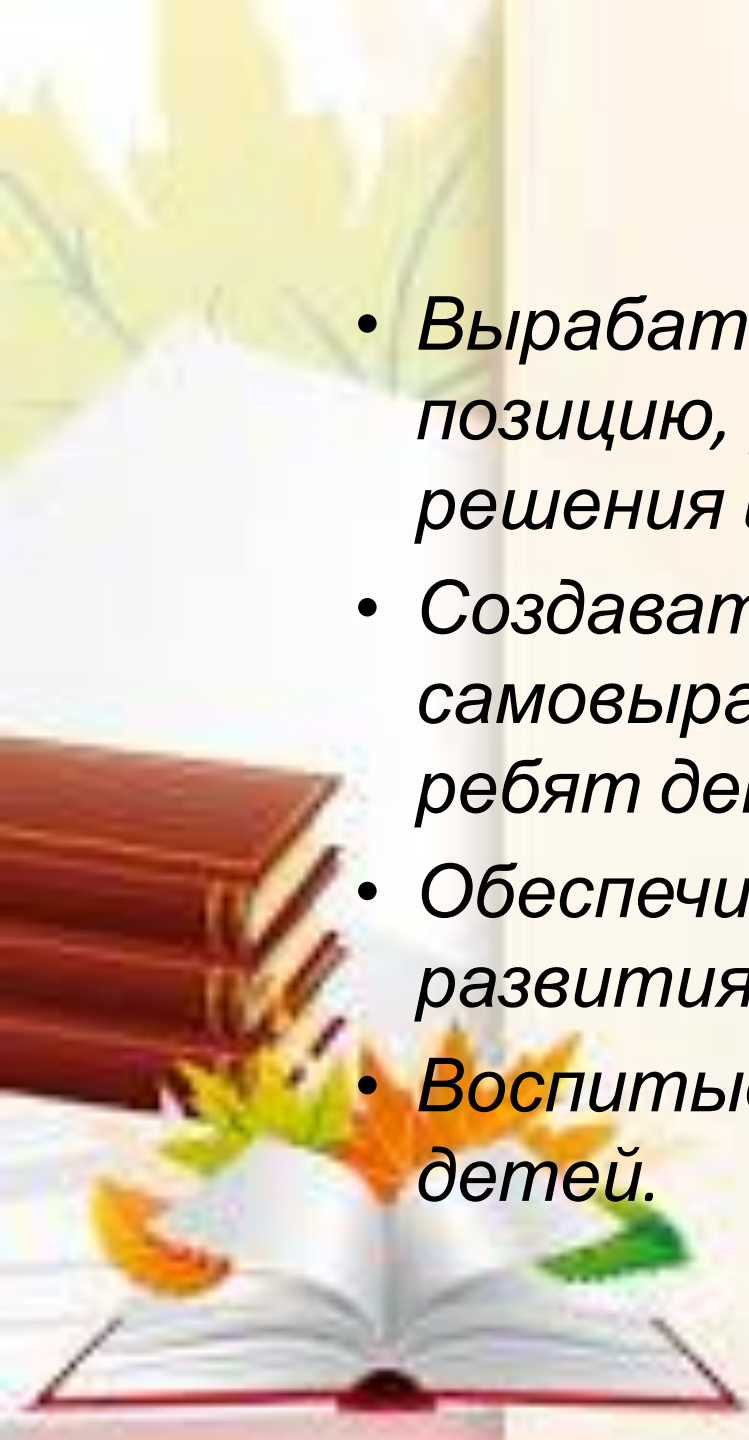 • Вырабат
позицию,
решения
• Создават
самовыра
ребят де
• Обеспечи
развития
• Воспиты
детей.